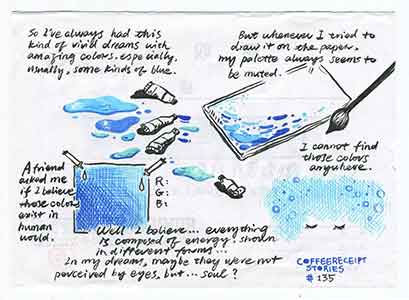 So I've always had this
kind of vivid dreams with
amazing colors. especially,
usually, some kinds of blue.
But whenever I tried to
draw it on the paper,
my palette always seems to
be muted.
I cannot find
those colors
anywhere.
A friend
asked me
if I believe
those colors
exist in
human
world.
R:
G:
B:
Well I believe... everything
is composed of energy, shown
in different forms...
In my dreams, maybe they were not
perceived by eyes, but... soul?
COFFEERECEIPT
STORIES
# 135